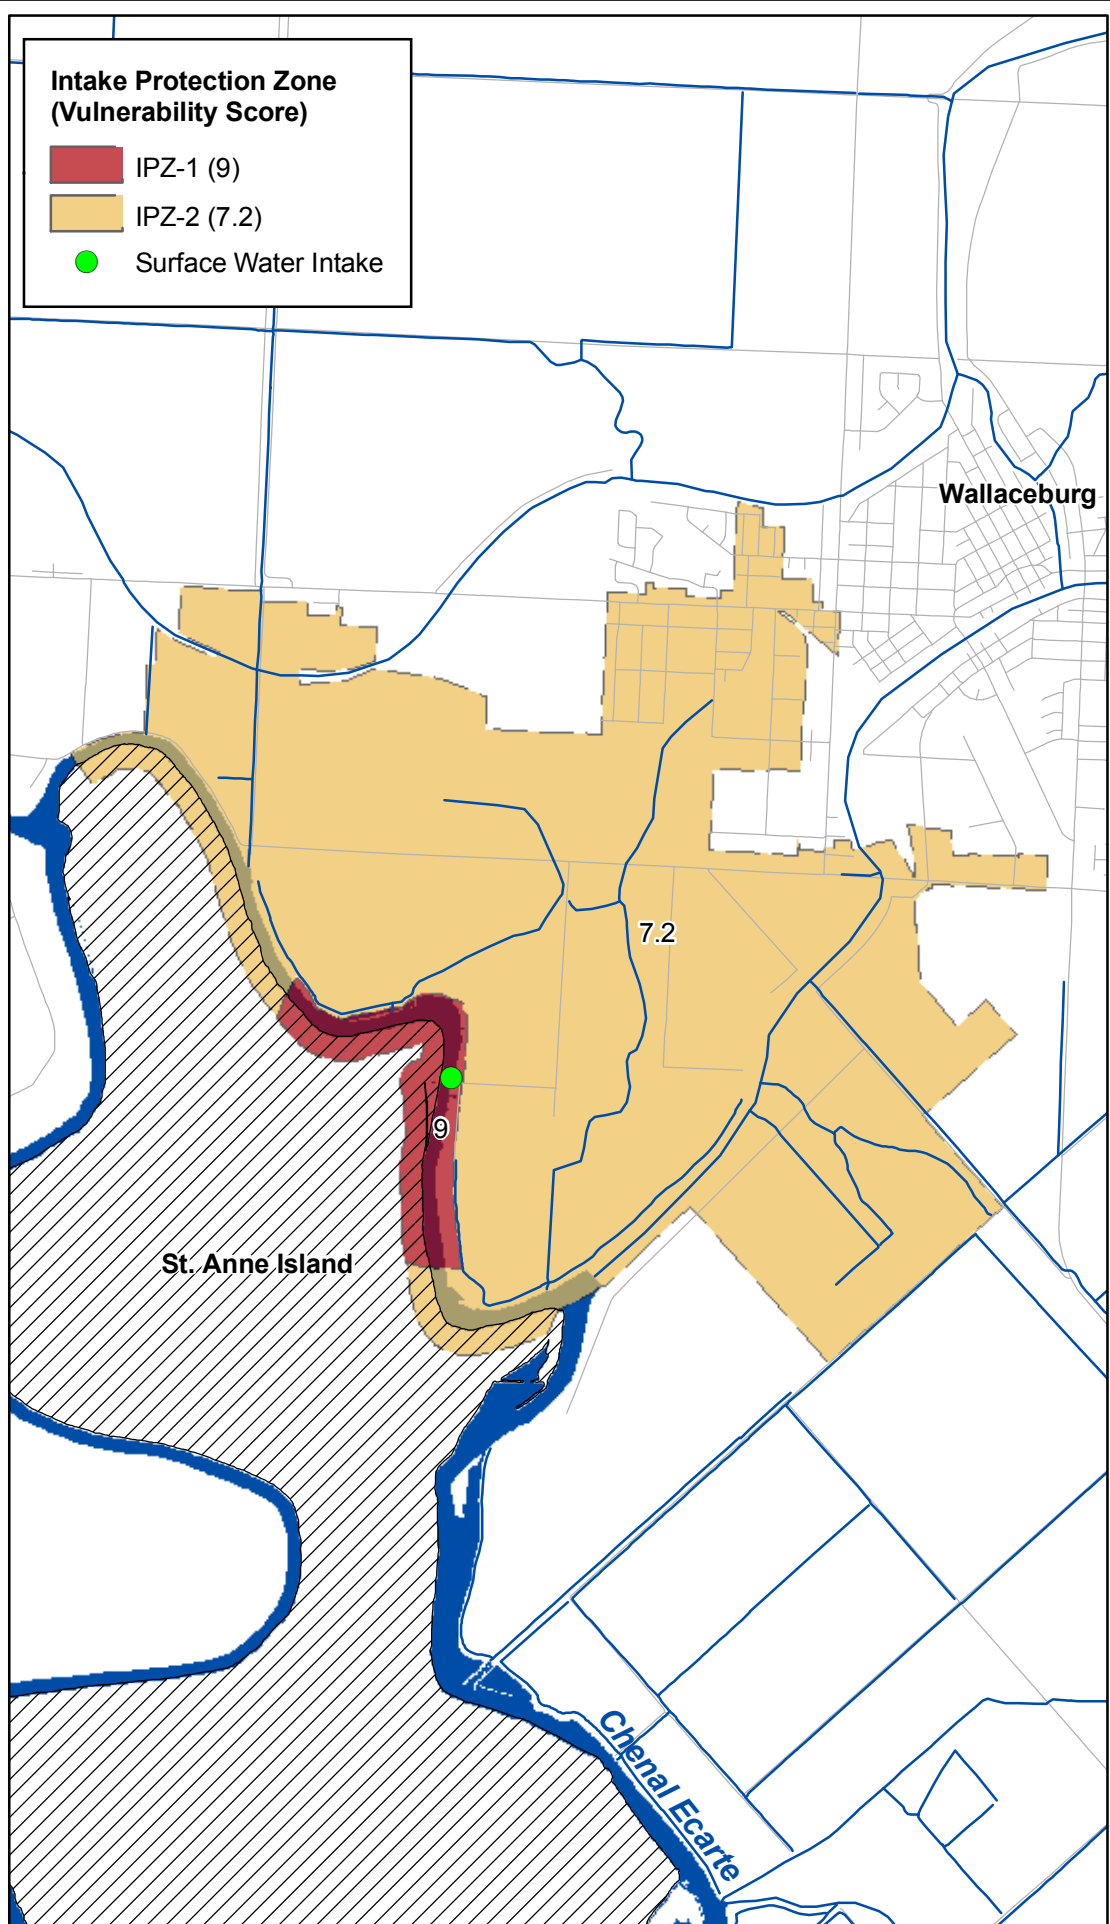 Intake Protection Zone
(Vulnerability Score)
IPZ-1 (9)
IPZ-2 (7.2)
Surface Water Intake
Wallaceburg
7.2
9
St. Anne Island
Chenal Ecarte